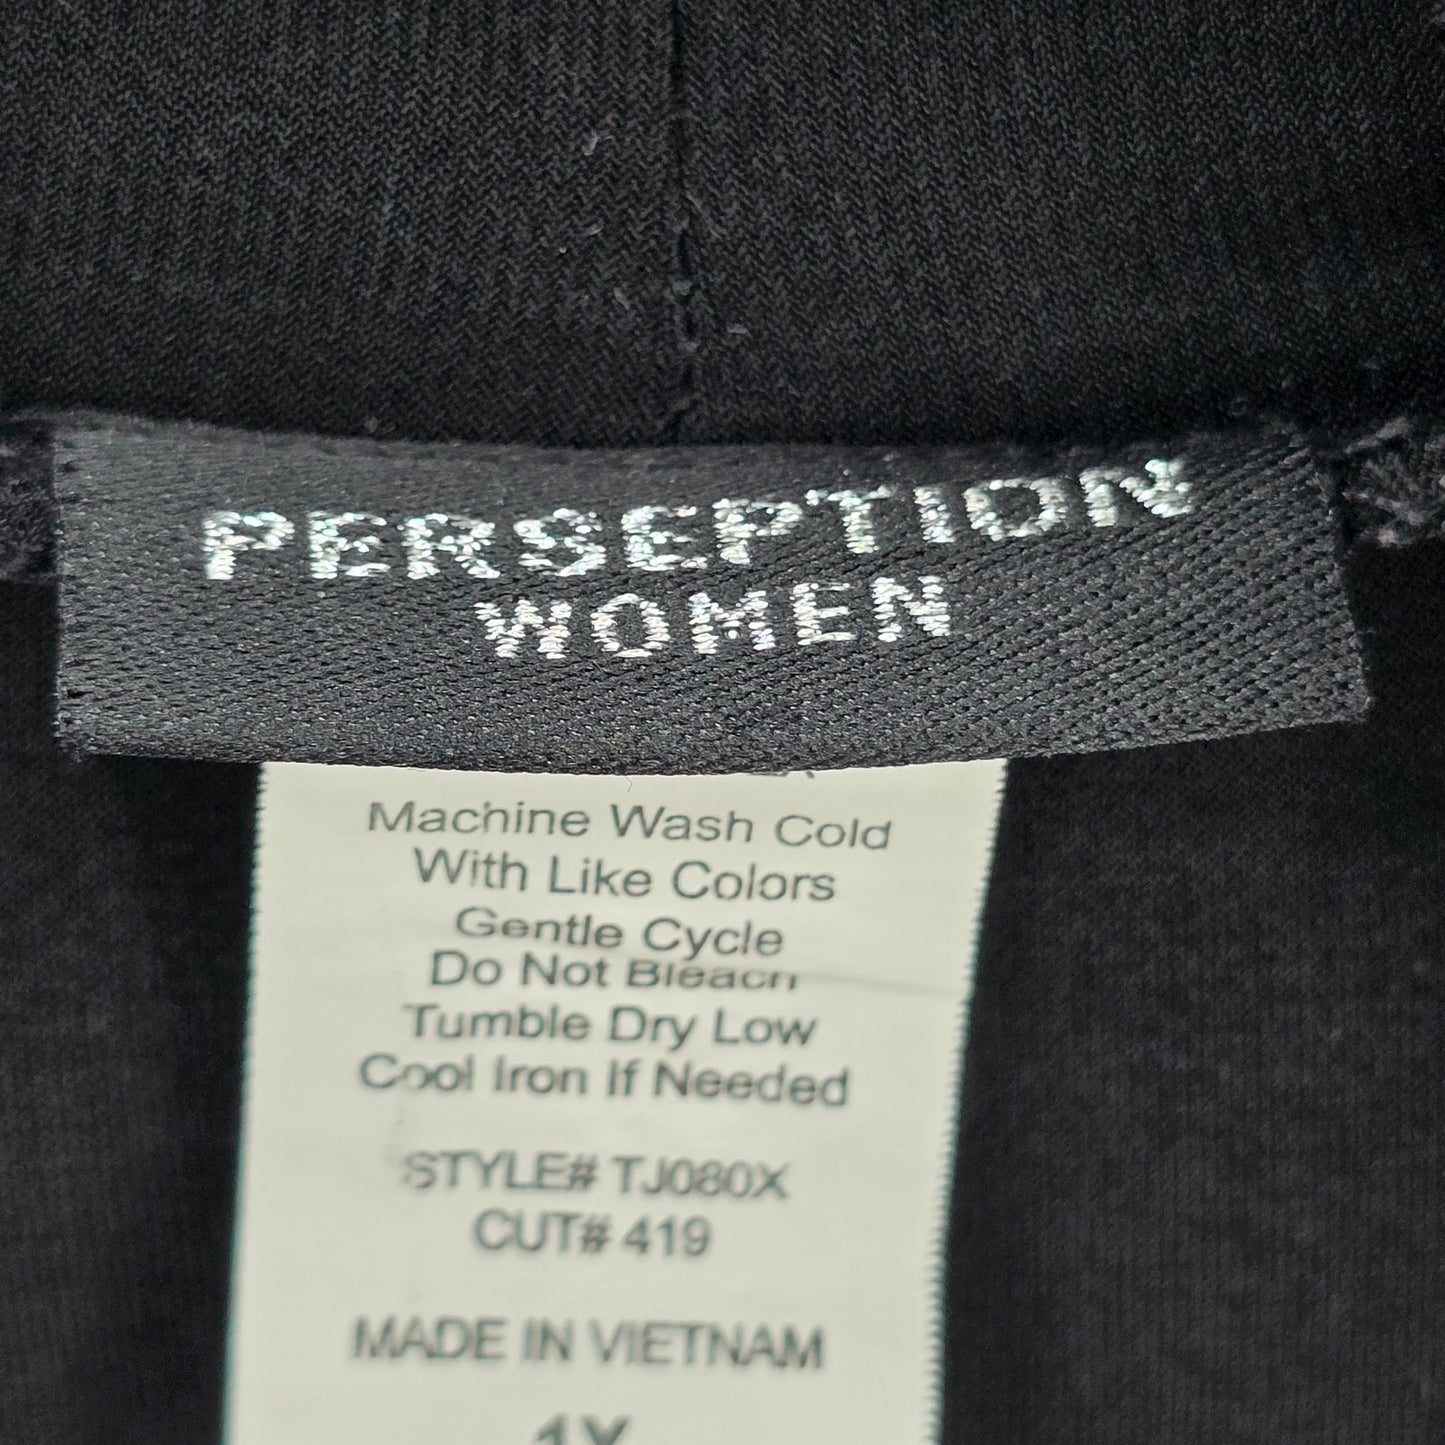 PERSEPTION
WOMEN
Machine Wash Cold
With Like Colors
Gentle Cycle
Do Not Bleach
Tumble Dry Low
Cool Iron If Needed
STYLE# TJ080X
CUT# 419
MADE IN VIETNAM
1X